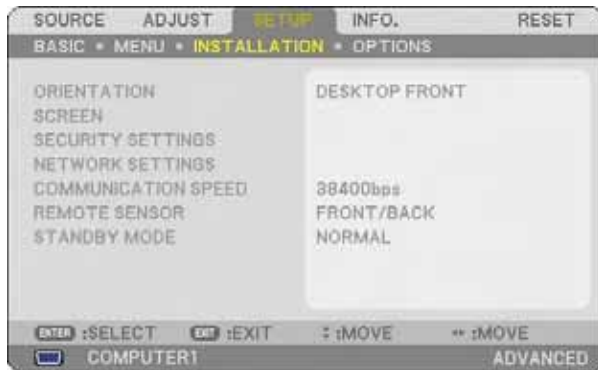 SOURCE ADJUST SETUP INFO. RESET
BASIC • MENU • INSTALLATION • OPTIONS
ORIENTATION DESKTOP FRONT
SCREEN
SECURITY SETTINGS
NETWORK SETTINGS
COMMUNICATION SPEED 38400bps
REMOTE SENSOR FRONT/BACK
STANDBY MODE NORMAL
ENTER :SELECT EXIT :EXIT ↕ :MOVE ↔ :MOVE
COMPUTER1 ADVANCED